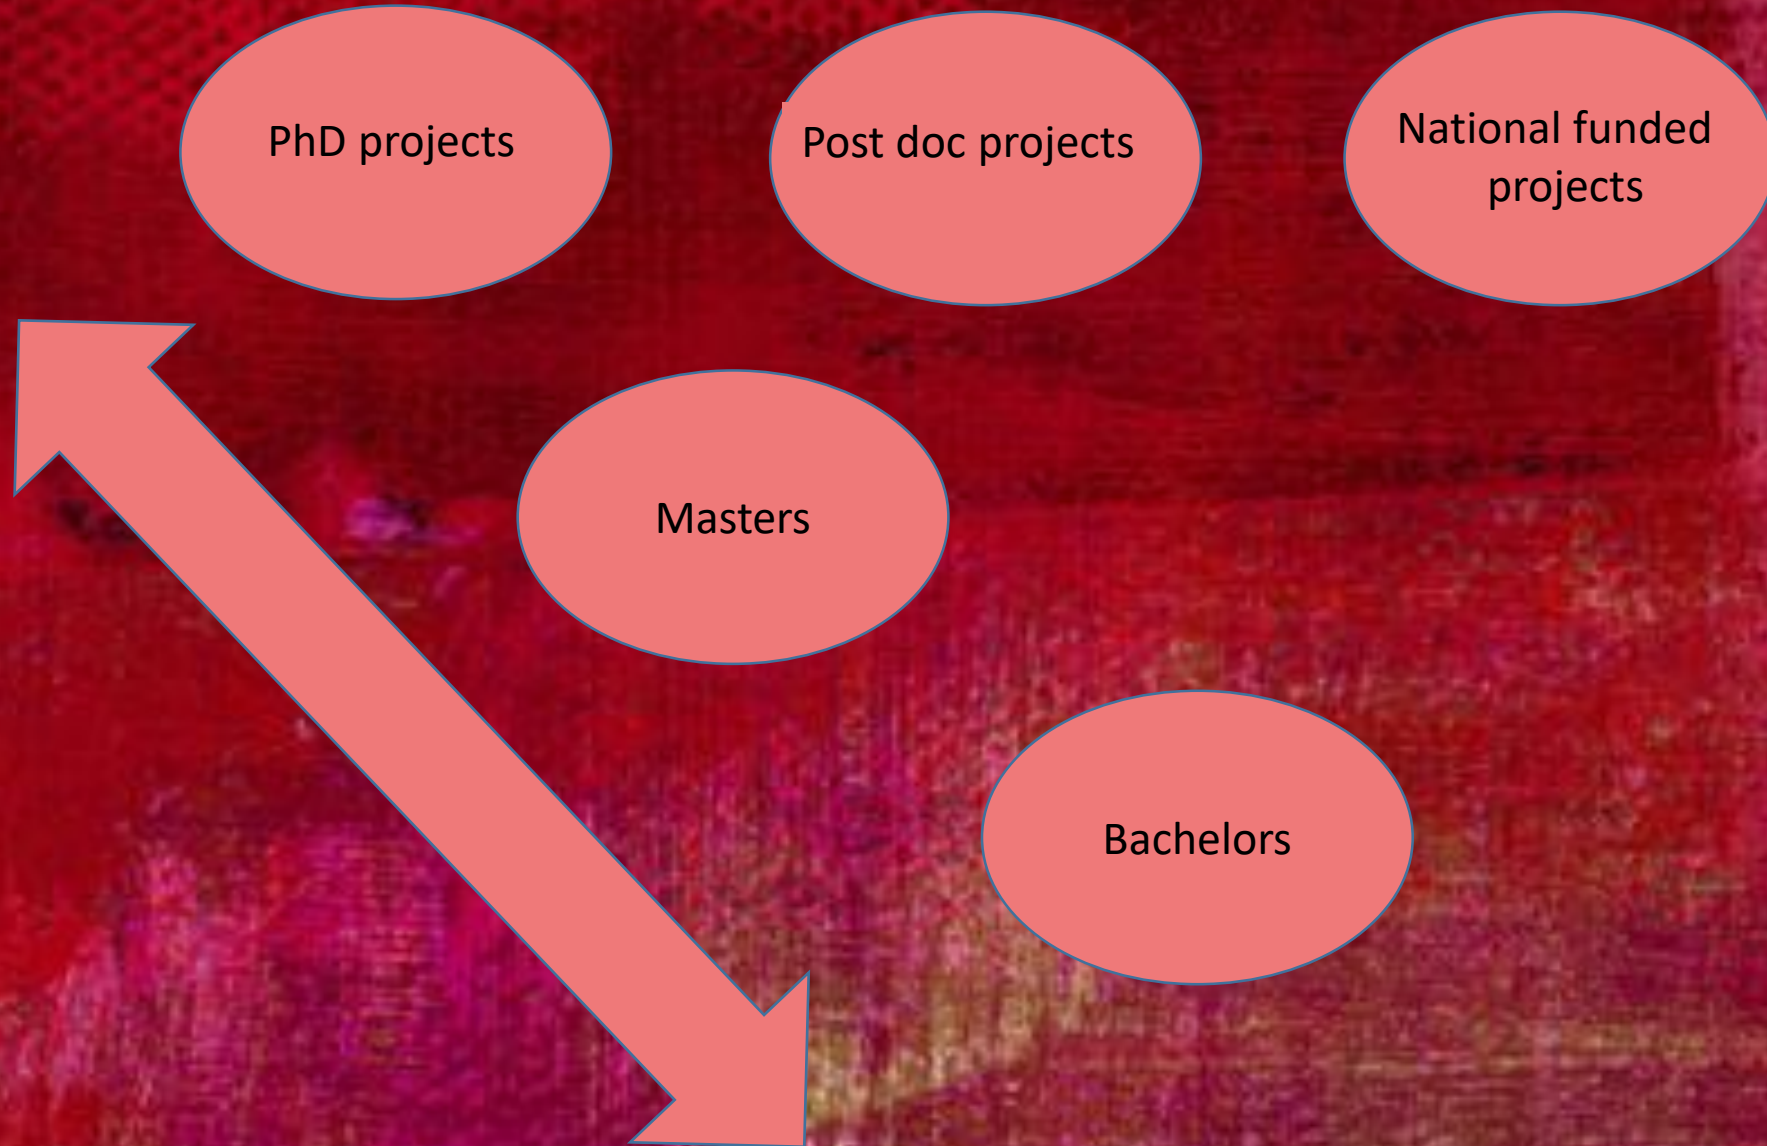 PhD projects
Post doc projects
National funded
projects
Masters
Bachelors